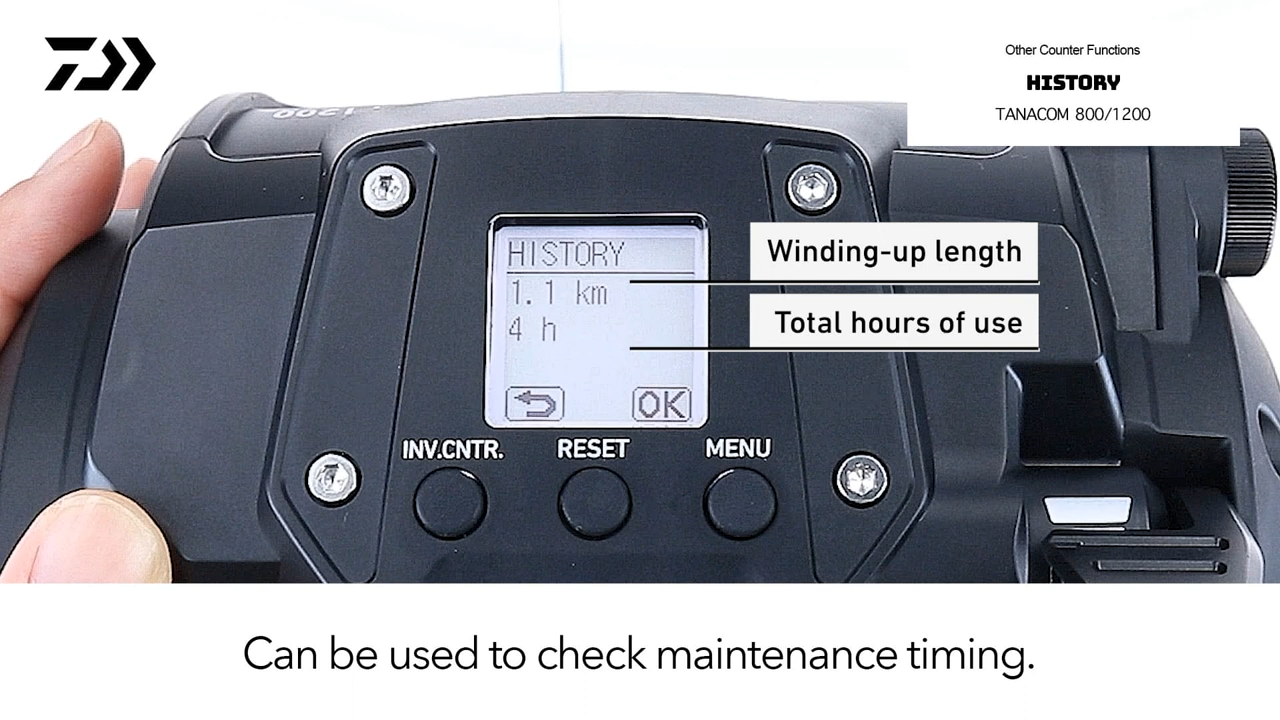 Other Counter Functions
HISTORY
TANACOM 800/1200
1200
HISTORY
1.1 km
4 h
OK
Winding-up length
Total hours of use
INV.CNTR.
RESET
MENU
Can be used to check maintenance timing.